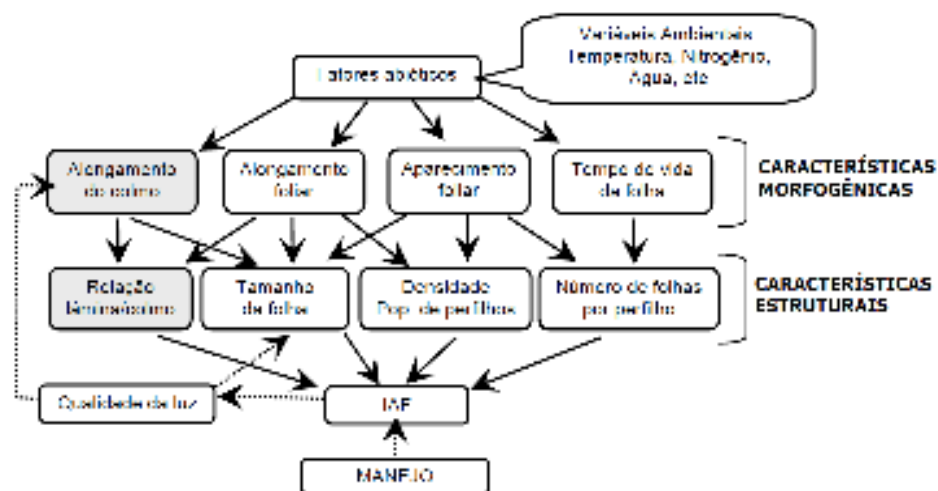 Variáveis Ambientais
Temperatura, Nitrogênio,
Água, etc
Fatores abióticos
Alongamento
do colmo
Alongamento
foliar
Aparecimento
foliar
Tempo de vida
da folha
CARACTERÍSTICAS
MORFOGÊNICAS
Relação
lâmina/colmo
Tamanho
da folha
Densidade
Pop. de perfilhos
Número de folhas
por perfilho
CARACTERÍSTICAS
ESTRUTURAIS
Qualidade da luz
IAF
MANEJO